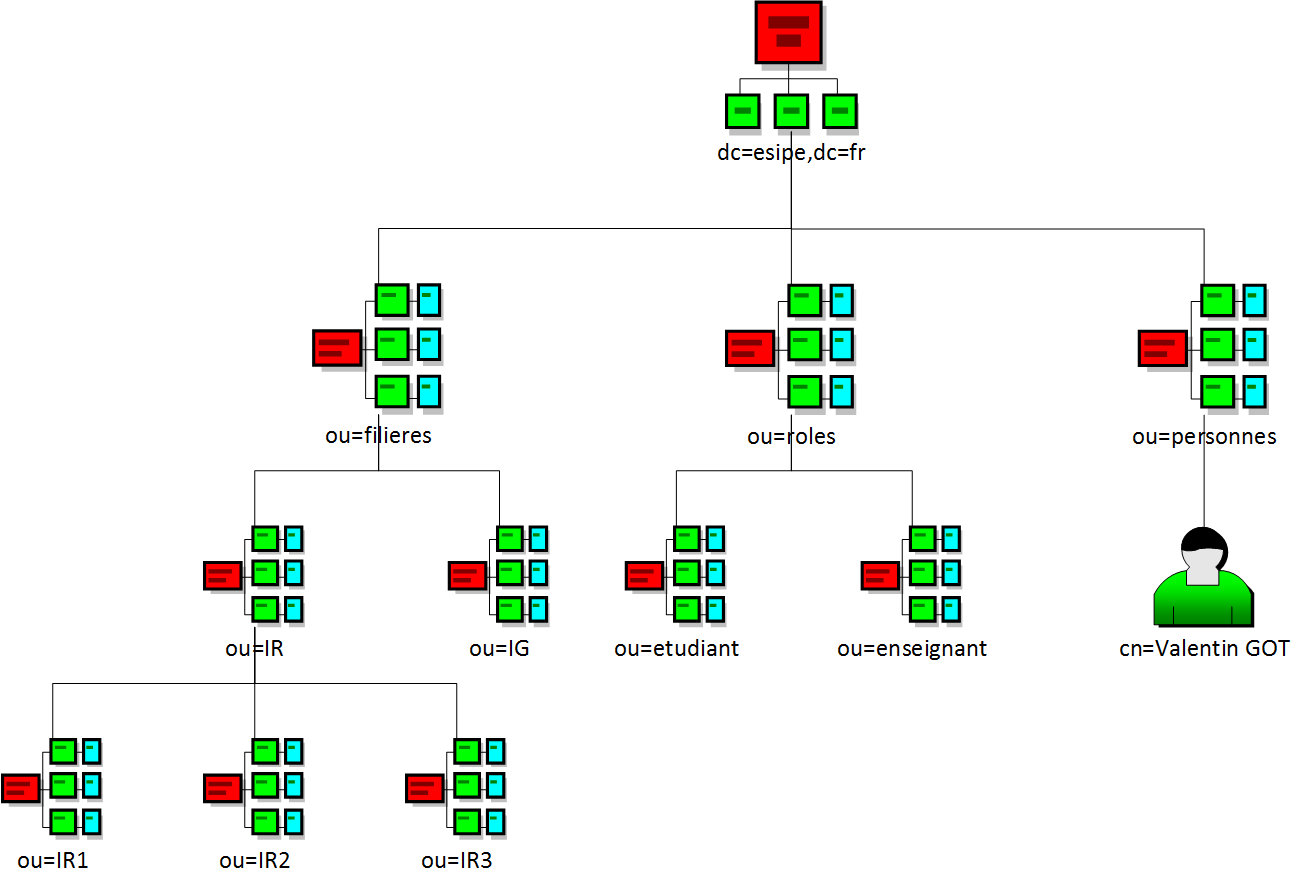 dc=esipe,dc=fr
ou=filieres
ou=roles
ou=personnes
ou=IR
ou=IG
ou=etudiant
ou=enseignant
cn=Valentin GOT
ou=IR1
ou=IR2
ou=IR3